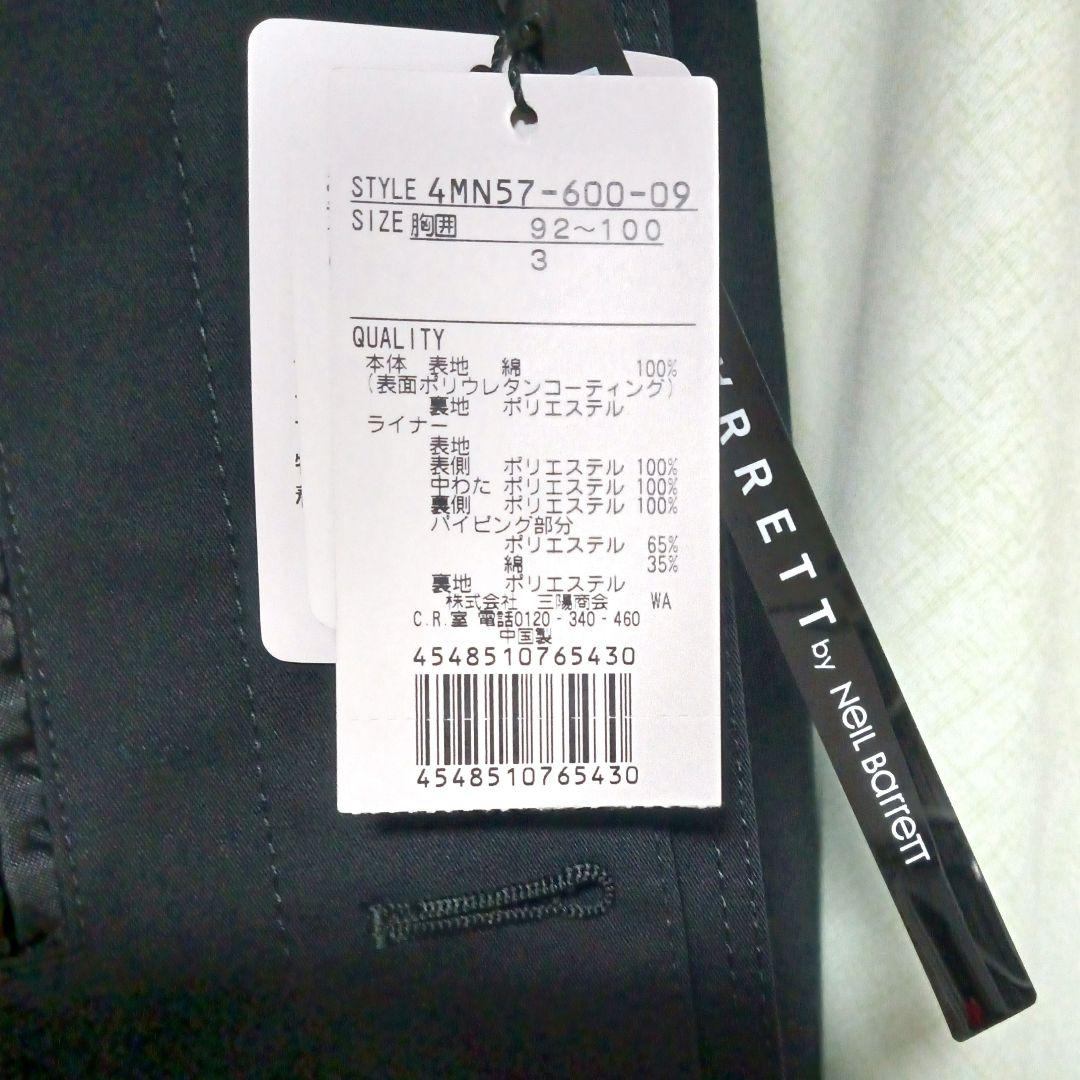 STYLE 4MN57-600-09
SIZE 胸囲 92~100
3
QUALITY
本体 表地 綿 100%
(表面ポリウレタンコーティング)
裏地 ポリエステル
ライナー
表地
表側 ポリエステル 100%
中わた ポリエステル 100%
裏側 ポリエステル 100%
パイピング部分
ポリエステル 65%
綿 35%
裏地 ポリエステル
株式会社 三陽商会 WA
C.R.室 電話0120-340-460
中国製
4548510765430
4548510765430
RRETT by NeiL BarreTT